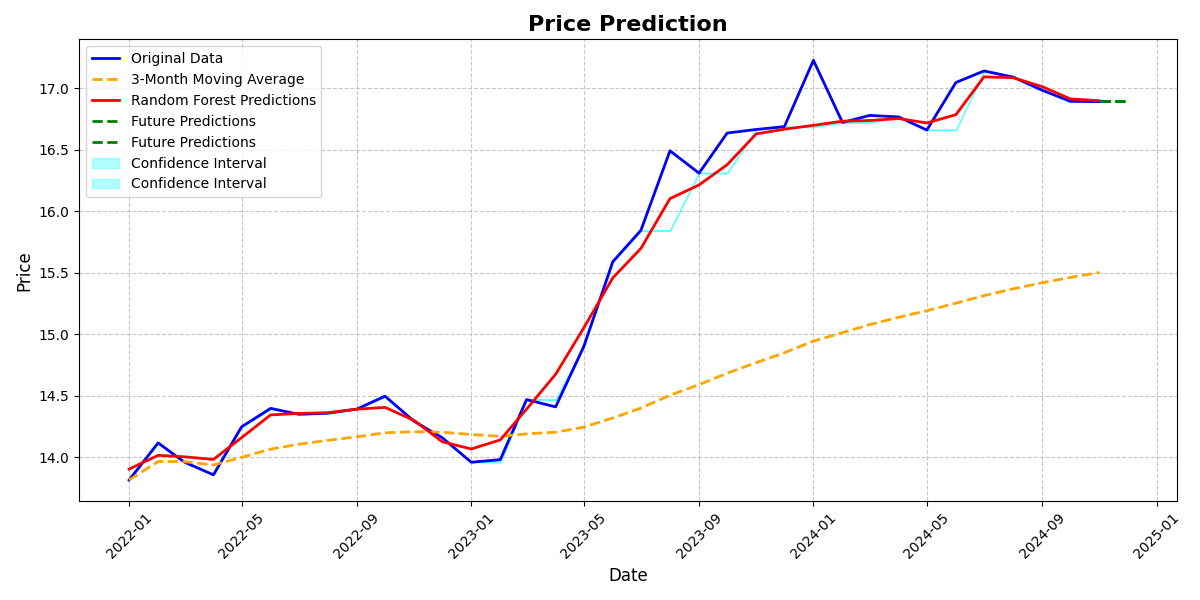 Price Prediction
Original Data
3-Month Moving Average
Random Forest Predictions
Future Predictions
Future Predictions
Confidence Interval
Confidence Interval
Price
17.0
16.5
16.0
15.5
15.0
14.5
14.0
2022-01
2022-05
2022-09
2023-01
2023-05
2023-09
2024-01
2024-05
2024-09
2025-01
Date